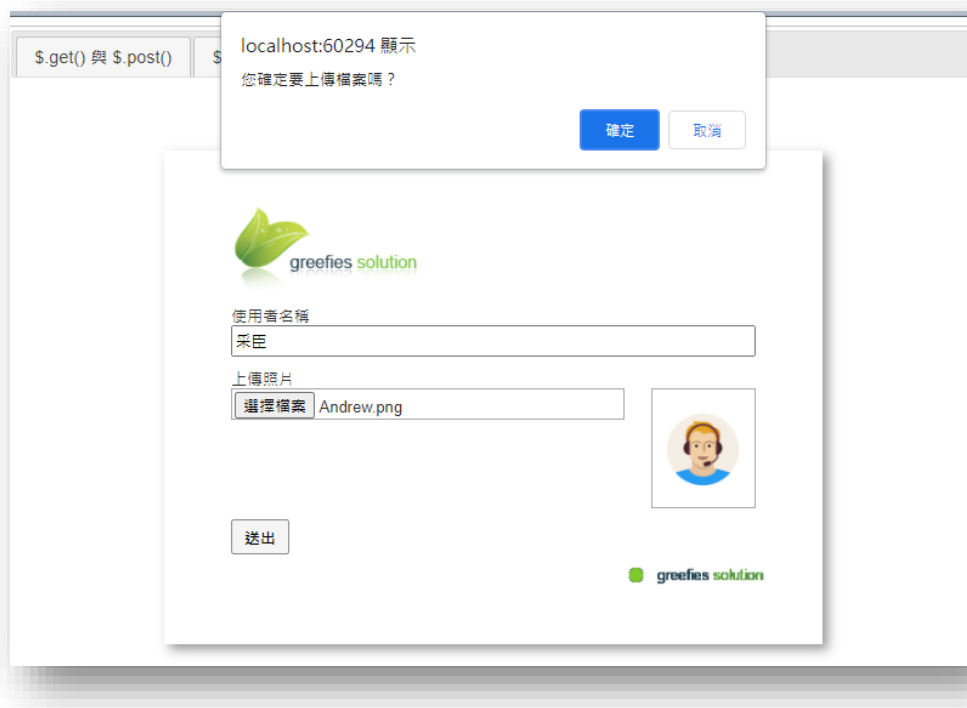 localhost:60294 顯示
您確定要上傳檔案嗎？
確定
取消
$.get() 與 $.post()
$
greefies solution
使用者名稱
采臣
上傳照片
選擇檔案 Andrew.png
送出
greefies solution